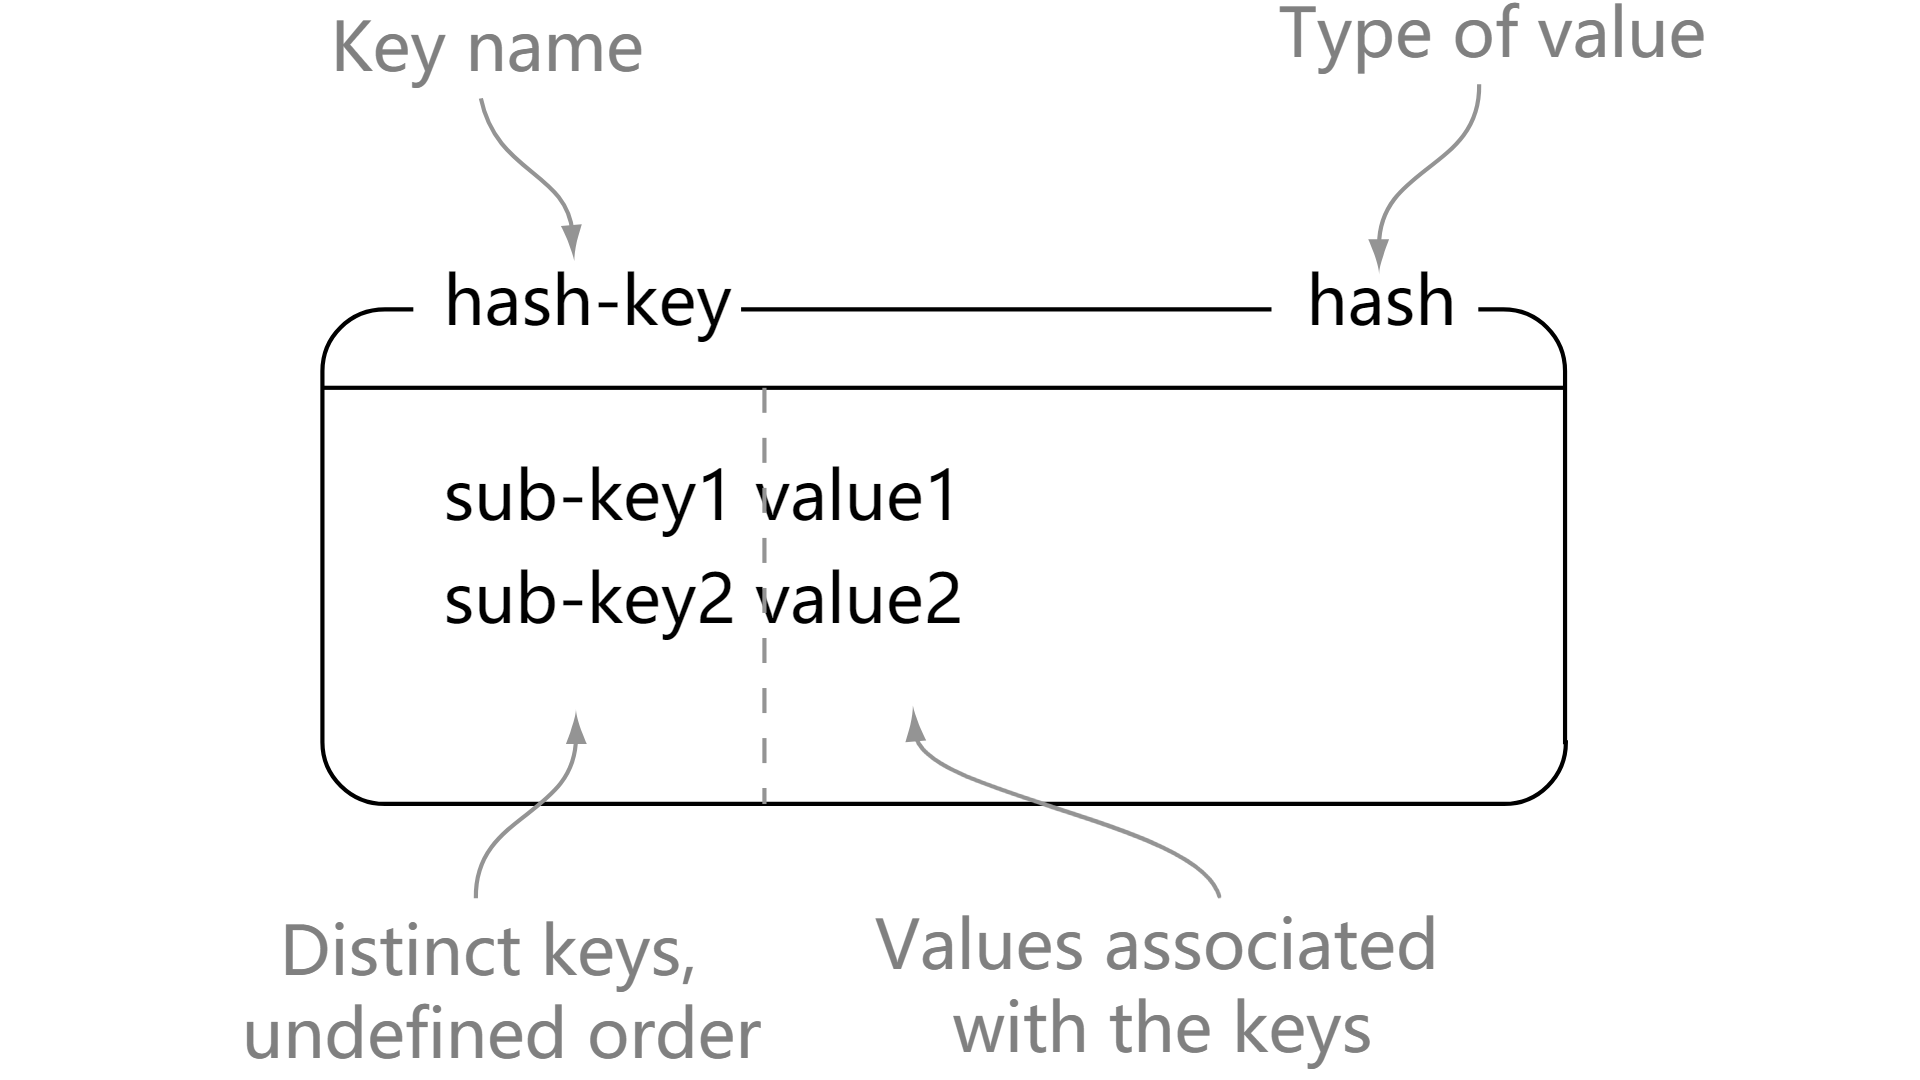 Key name
Type of value
hash-key
hash
sub-key1 value1
sub-key2 value2
Distinct keys,
undefined order
Values associated
with the keys